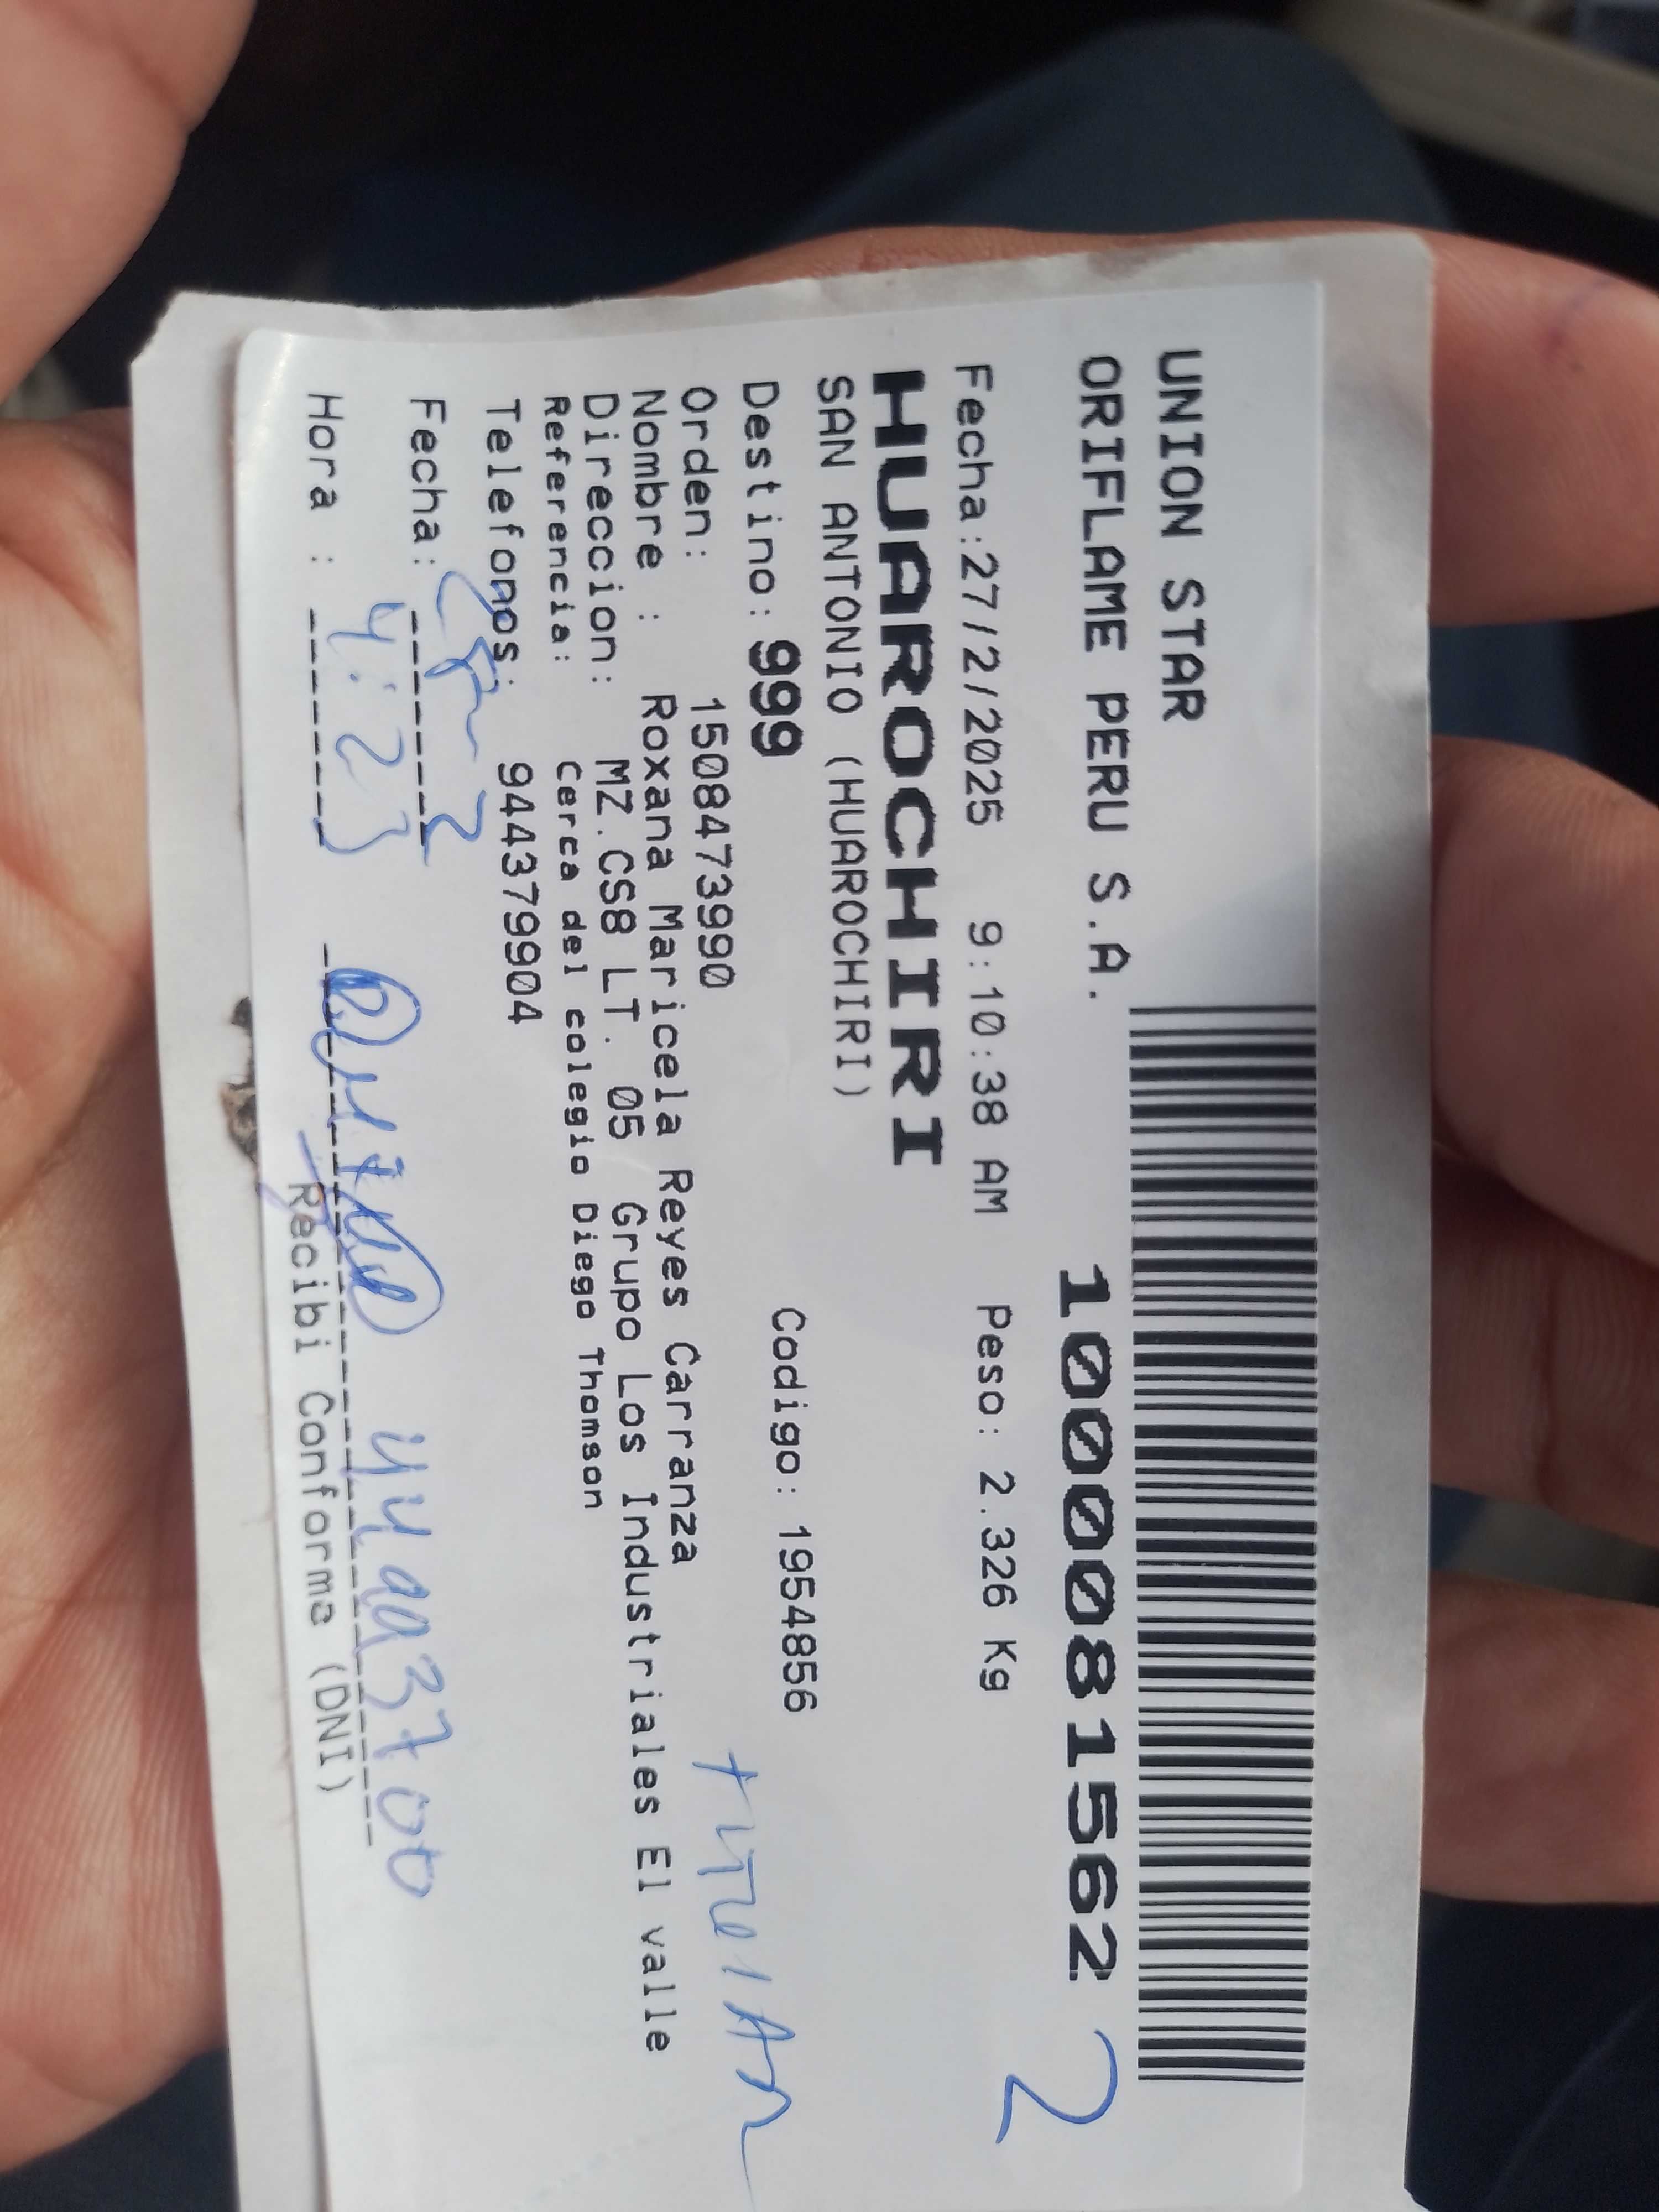 UNION STAR
ORIFLAME PERU S.A.
1000081562 2
Fecha:27/2/2025 9:10:38 AM Peso: 2.326 Kg
HUAROCHIRI
SAN ANTONIO (HUAROCHIRI)
Destino: 999 Codigo: 1954856
Orden: 1508473990
Nombre : Roxana Maricela Reyes Carranza
Direccion: MZ.CS8 LT. 05 Grupo Los Industriales El valle
Referencia: Cerca del colegio Diego Thomson
Telefonos: 944379904
Fecha:
Hora :
Recibi Conforme (DNI)